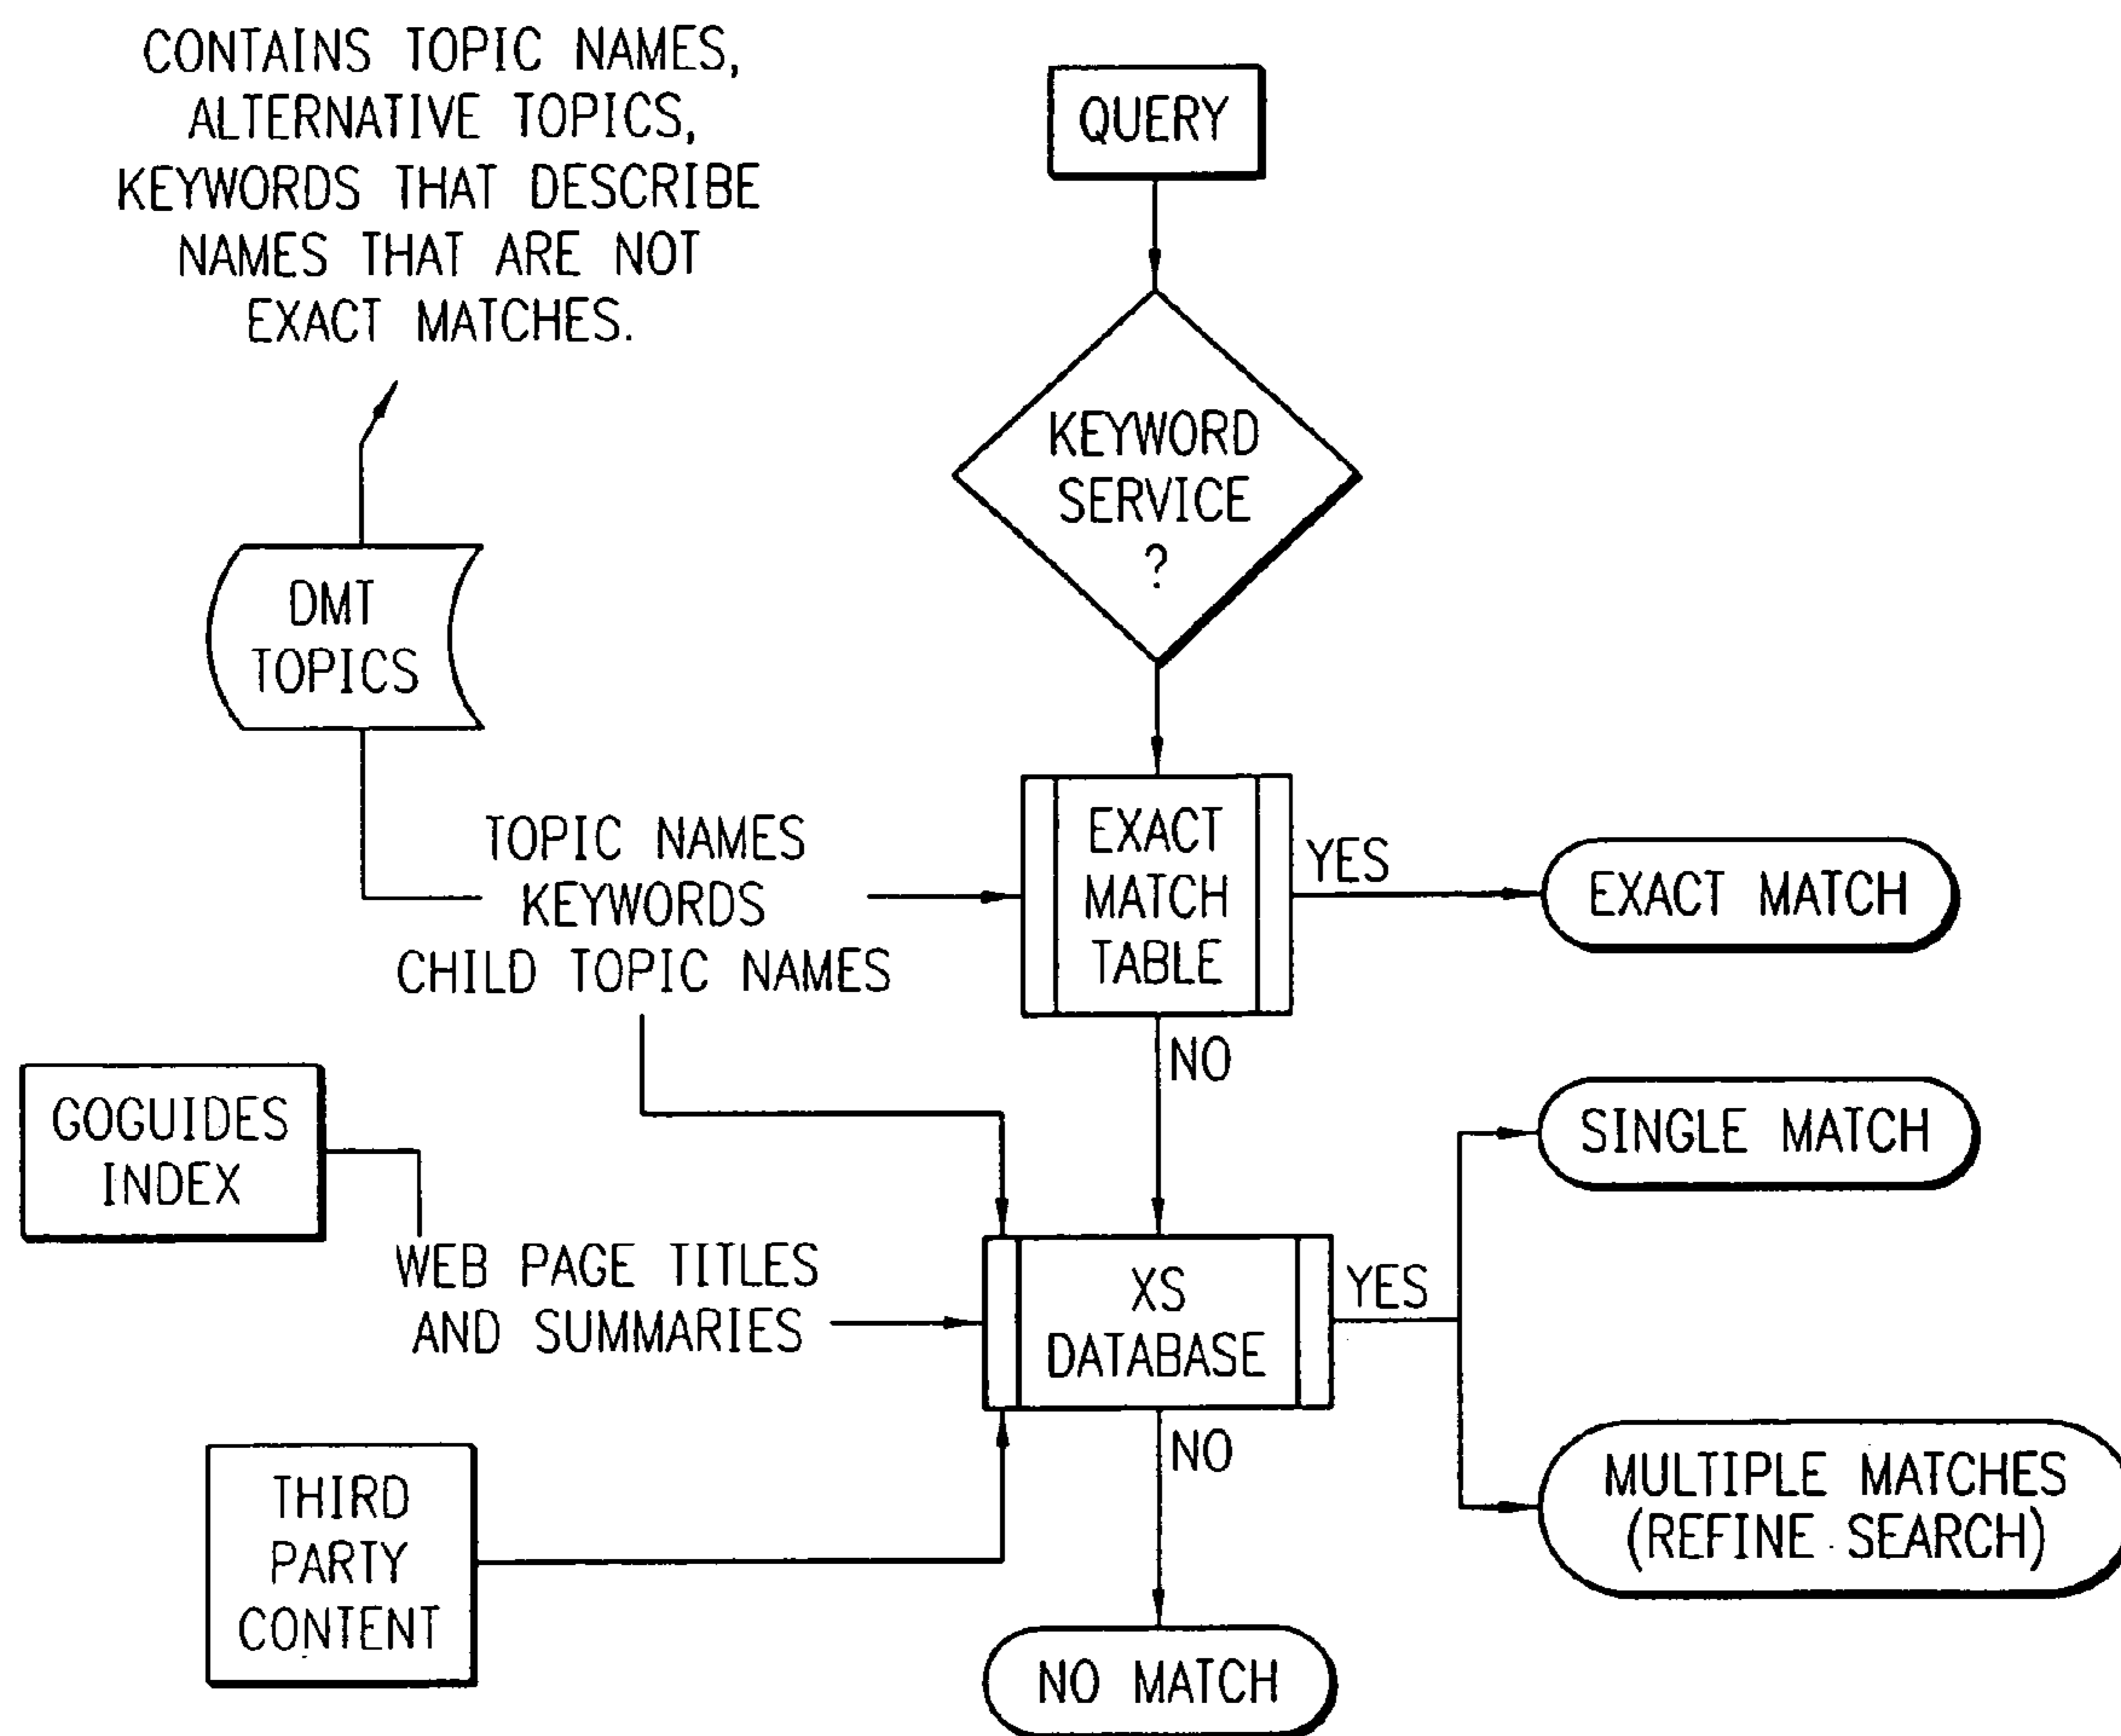 CONTAINS TOPIC NAMES,
ALTERNATIVE TOPICS,
KEYWORDS THAT DESCRIBE
NAMES THAT ARE NOT
EXACT MATCHES.
QUERY
KEYWORD
SERVICE
?
DMT
TOPICS
TOPIC NAMES
KEYWORDS
CHILD TOPIC NAMES
EXACT
MATCH
TABLE
YES
EXACT MATCH
NO
GOGUIDES
INDEX
WEB PAGE TITLES
AND SUMMARIES
XS
DATABASE
YES
SINGLE MATCH
MULTIPLE MATCHES
(REFINE SEARCH)
THIRD
PARTY
CONTENT
NO
NO MATCH